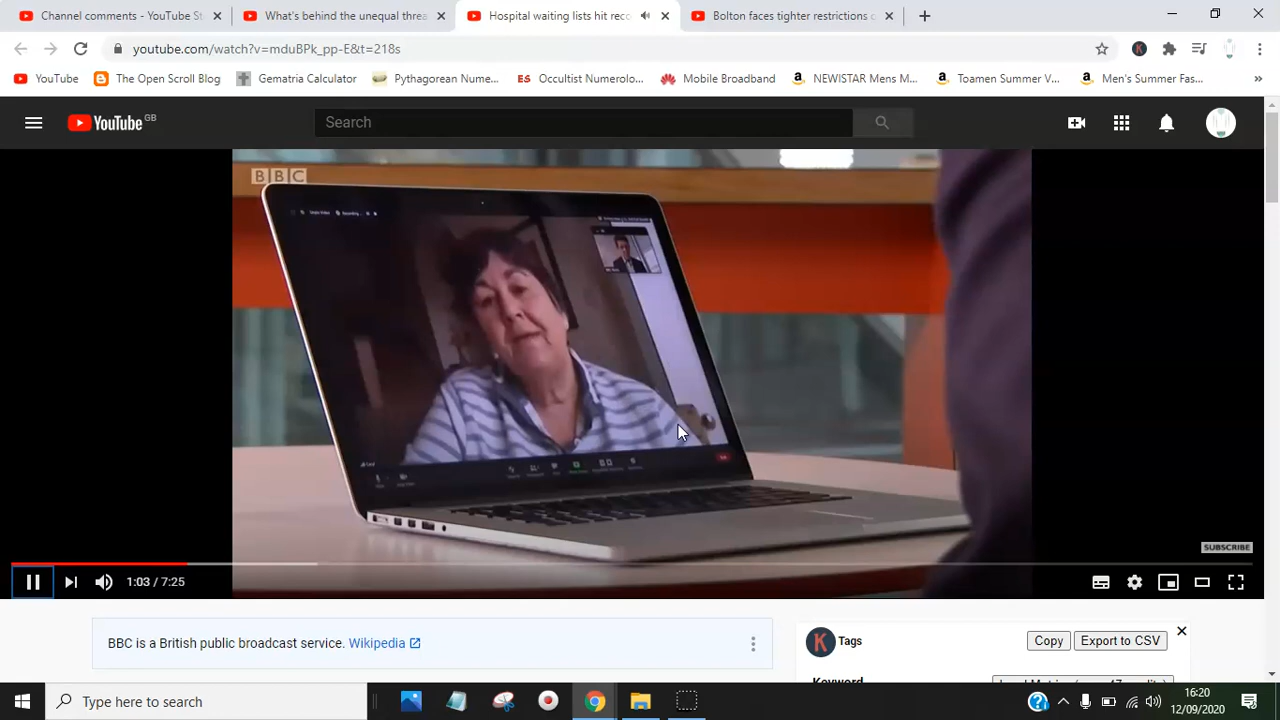 Channel comments - YouTube St
What's behind the unequal threa
Hospital waiting lists hit reco
Bolton faces tighter restrictions o
youtube.com/watch?v=mduBPk_pp-E&t=218s
YouTube
The Open Scroll Blog
Gematria Calculator
Pythagorean Nume...
ES Occultist Numerolo...
Mobile Broadband
NEWISTAR Mens M...
Toamen Summer V...
Men's Summer Fas...
»
YouTube GB
Search
BBC
SUBSCRIBE
1:03 / 7:25
BBC is a British public broadcast service. Wikipedia
K Tags
Copy
Export to CSV
Keyword
Type here to search
16:20
12/09/2020